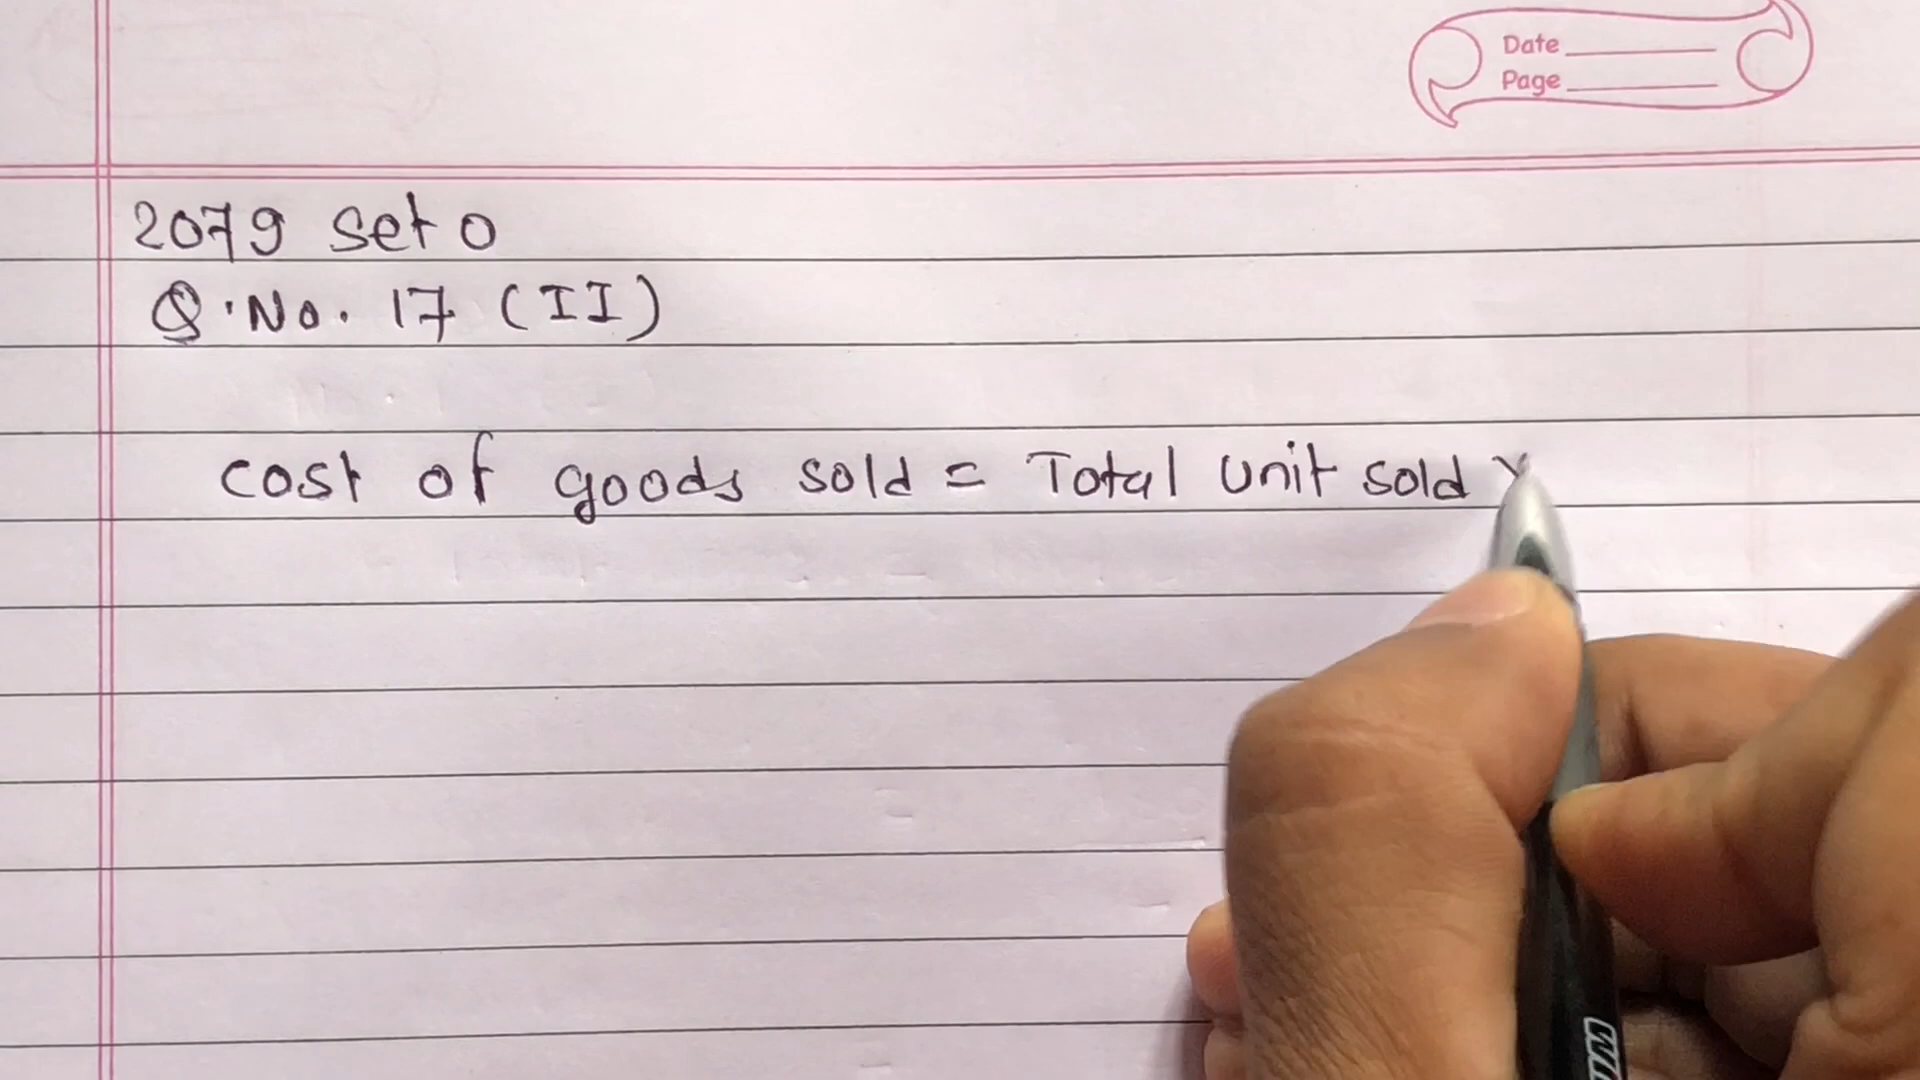 Date
Page
2079 set 0
Q.No. 17 (II)
cost of goods sold = Total unit sold ×